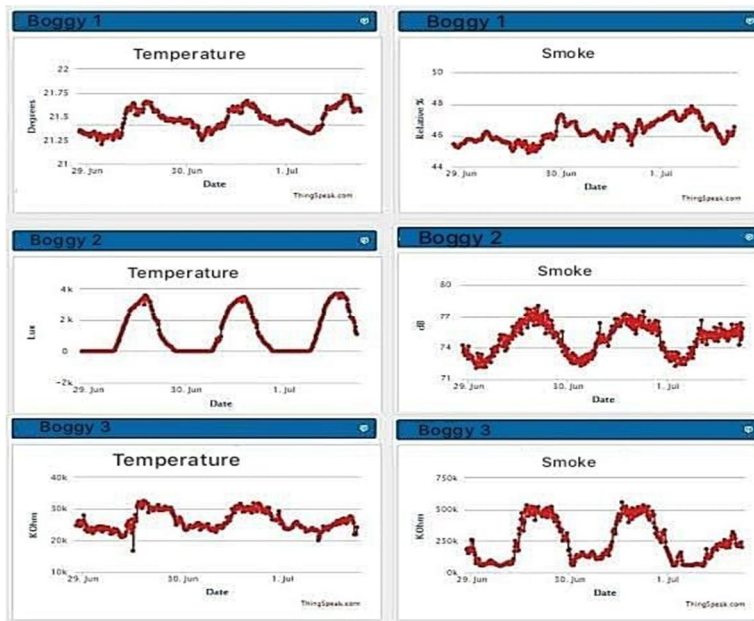 Boggy 1
Temperature
Degrees
22
21.75
21.5
21.25
21
29. Jun
30. Jun
1. Jul
Date
ThingSpeak.com
Boggy 1
Smoke
Relative %
50
48
46
44
29. Jun
30. Jun
1. Jul
Date
ThingSpeak.com
Boggy 2
Temperature
Lux
4k
2k
0
-2k
29. Jun
30. Jun
1. Jul
Date
Boggy 2
Smoke
dB
80
77
74
71
29. Jun
30. Jun
1. Jul
Date
Boggy 3
Temperature
KOhm
40k
30k
20k
10k
29. Jun
30. Jun
1. Jul
Date
ThingSpeak.com
Boggy 3
Smoke
KOhm
750k
500k
250k
0k
29. Jun
30. Jun
1. Jul
Date
ThingSpeak.com